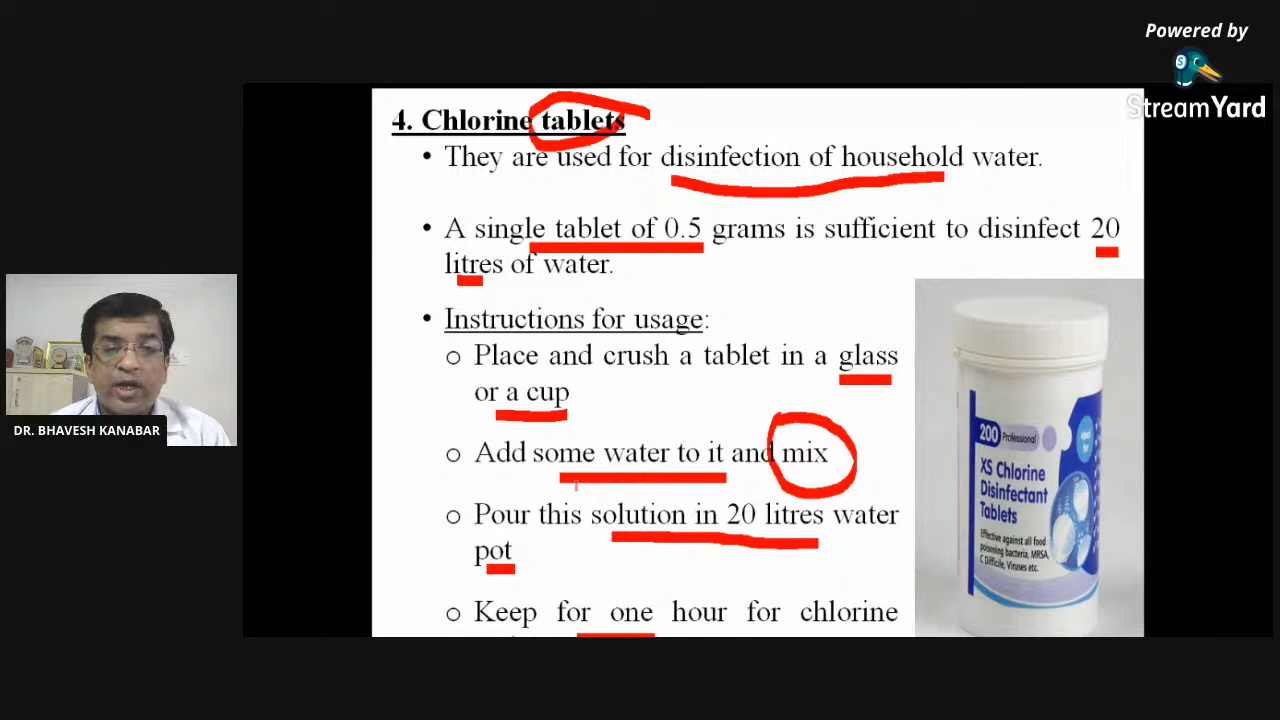 Powered by
StreamYard
4. Chlorine tablets
• They are used for disinfection of household water.
• A single tablet of 0.5 grams is sufficient to disinfect 20
litres of water.
• Instructions for usage:
o Place and crush a tablet in a glass
or a cup
o Add some water to it and mix
o Pour this solution in 20 litres water
pot
o Keep for one hour for chlorine
DR. BHAVESH KANABAR
200 Professional
XS Chlorine
Disinfectant
Tablets
Effective against all food
poisoning bacteria, MRSA,
C Difficile, Viruses etc.